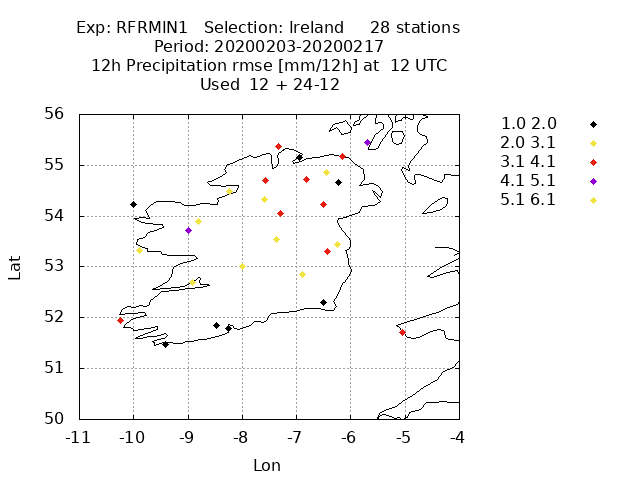 Exp: RFRMIN1 Selection: Ireland 28 stations
Period: 20200203-20200217
12h Precipitation rmse [mm/12h] at 12 UTC
Used 12 + 24-12
56
55
54
53
52
51
50
-11 -10 -9 -8 -7 -6 -5 -4
Lat
Lon
1.0 2.0
2.0 3.1
3.1 4.1
4.1 5.1
5.1 6.1